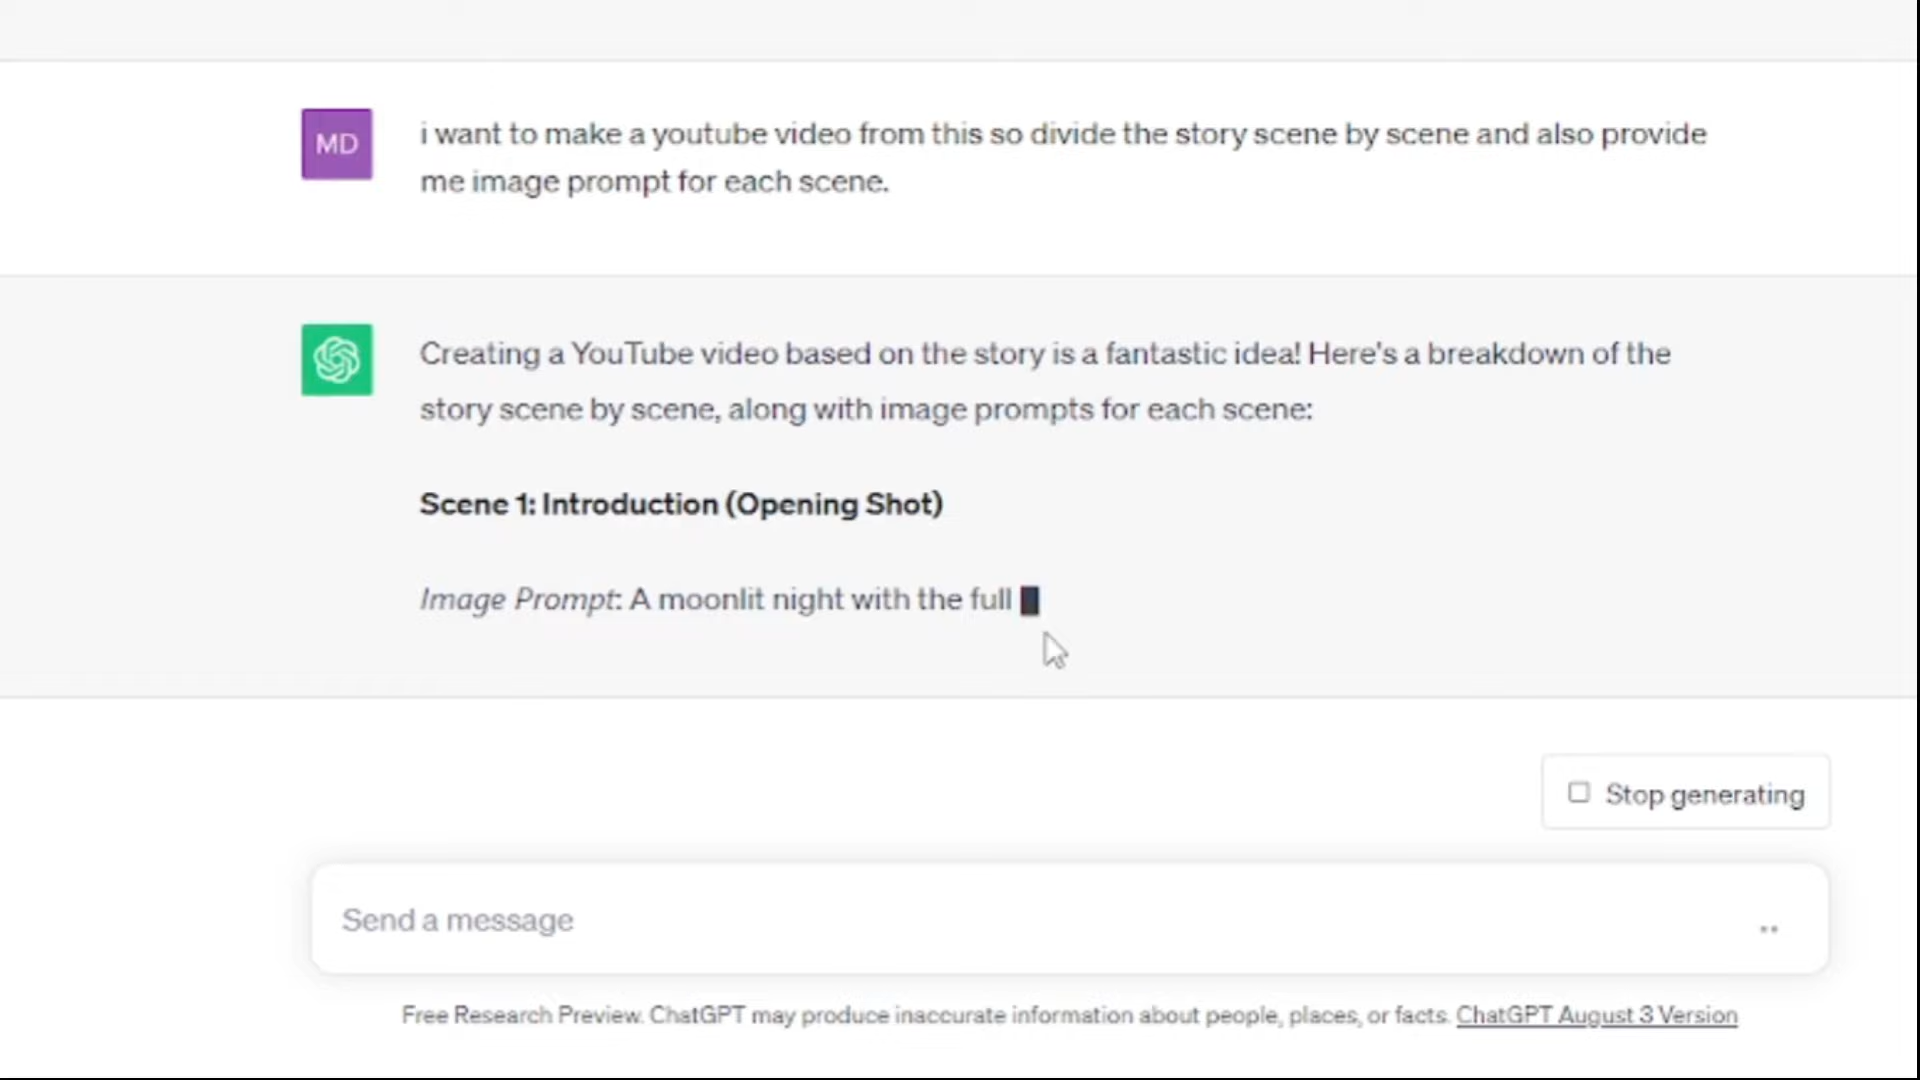 MD
i want to make a youtube video from this so divide the story scene by scene and also provide
me image prompt for each scene.
Creating a YouTube video based on the story is a fantastic idea! Here's a breakdown of the
story scene by scene, along with image prompts for each scene:
Scene 1: Introduction (Opening Shot)
Image Prompt: A moonlit night with the full
Stop generating
Send a message
Free Research Preview. ChatGPT may produce inaccurate information about people, places, or facts. ChatGPT August 3 Version